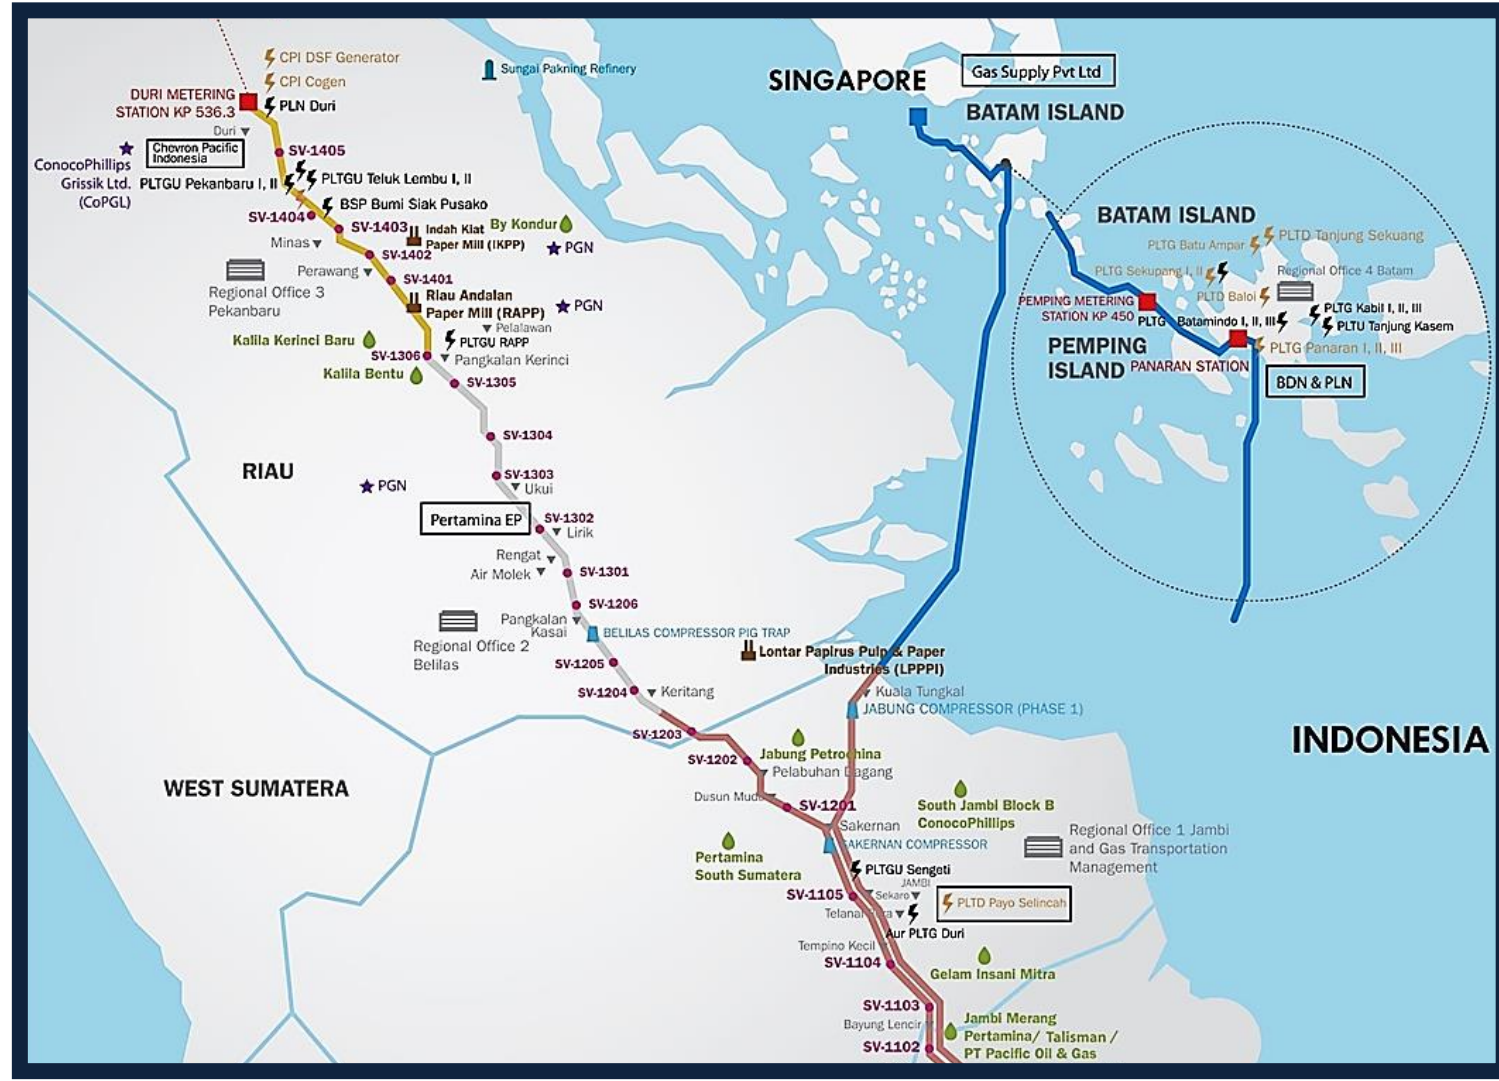 CPI DSF Generator
CPI Cogen
DURI METERING
STATION KP 536.3
PLN Duri
Duri
Sungai Pakning Refinery
SINGAPORE
Gas Supply Pvt Ltd
BATAM ISLAND
ConocoPhillips
Grissik Ltd.
(CoPGL)
Chevron Pacific
Indonesia
SV-1405
PLTGU Pekanbaru I, II
PLTGU Teluk Lembu I, II
BSP Bumi Siak Pusako
SV-1404
SV-1403
Indah Kiat
Paper Mill (IKPP)
By Kondur
PGN
Minas
SV-1402
Perawang
SV-1401
Regional Office 3
Pekanbaru
Riau Andalan
Paper Mill (RAPP)
PGN
Pelalawan
PLTGU RAPP
Kalila Kerinci Baru
SV-1306
Pangkalan Kerinci
Kalila Bentu
SV-1305
BATAM ISLAND
PLTG Batu Ampar
PLTD Tanjung Sekuang
PLTG Sekupang I, II
Regional Office 4 Batam
PLTD Baloi
PEMPING METERING
STATION KP 450
PLTG
Batamindo I, II, III
PLTG Kabil I, II, III
PLTU Tanjung Kasem
PLTG Panaran I, II, III
PEMPING
ISLAND
PANARAN STATION
BDN & PLN
SV-1304
RIAU
SV-1303
Ukui
PGN
Pertamina EP
SV-1302
Lirik
Rengat
Air Molek
SV-1301
SV-1206
Pangkalan
Kasai
BELILAS COMPRESSOR PIG TRAP
Regional Office 2
Belilas
SV-1205
SV-1204
Keritang
Lontar Papirus Pulp & Paper
Industries (LPPPI)
Kuala Tungkal
JABUNG COMPRESSOR (PHASE 1)
SV-1203
INDONESIA
SV-1202
Jabung Petrochina
Pelabuhan Dagang
WEST SUMATERA
Dusun Muda
SV-1201
Sakernan
SAKERNAN COMPRESSOR
South Jambi Block B
ConocoPhillips
Regional Office 1 Jambi
and Gas Transportation
Management
Pertamina
South Sumatera
PLTGU Sengeti
JAMBI
SV-1105
Sekaro
PLTD Payo Selincah
Aur PLTG Duri
Tempino Kecil
SV-1104
Gelam Insani Mitra
SV-1103
Bayung Lencir
SV-1102
Jambi Merang
Pertamina/ Talisman /
PT Pacific Oil & Gas